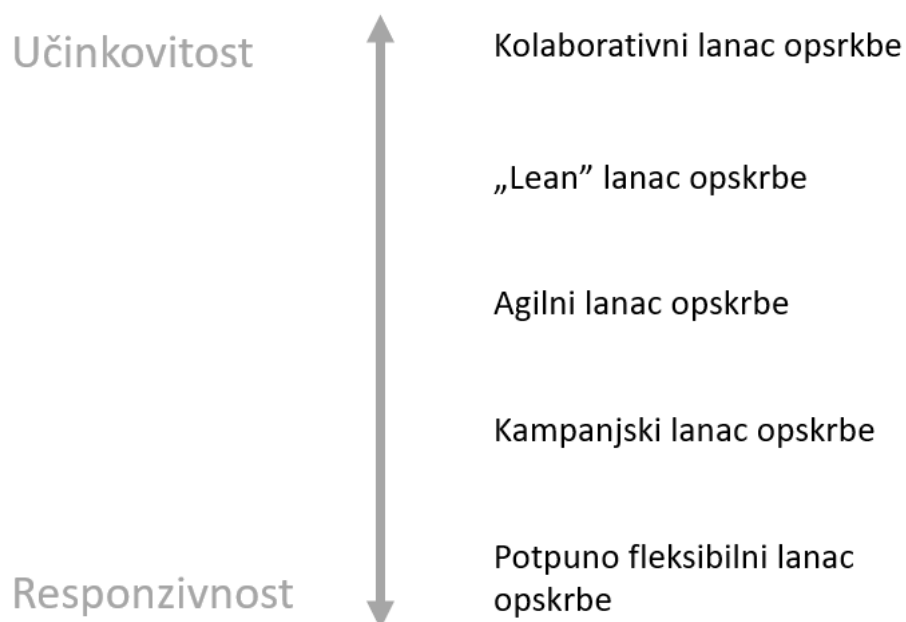 Učinkovitost
Kolaborativni lanac opsrkbe
„Lean” lanac opskrbe
Agilni lanac opskrbe
Kampanjski lanac opskrbe
Responzivnost
Potpuno fleksibilni lanac
opskrbe